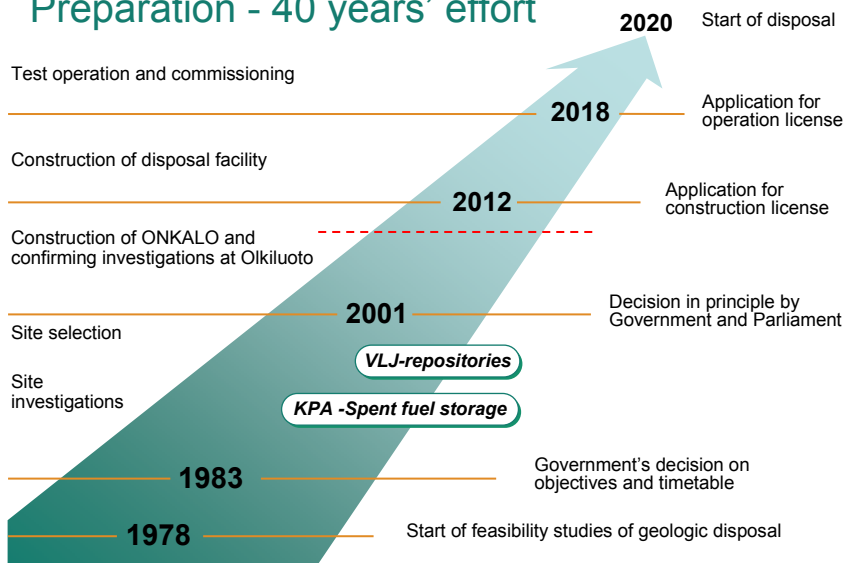 Preparation - 40 years' effort
2020
Start of disposal
Test operation and commissioning
2018
Application for
operation license
Construction of disposal facility
2012
Application for
construction license
Construction of ONKALO and
confirming investigations at Olkiluoto
2001
Decision in principle by
Government and Parliament
Site selection
VLJ-repositories
Site
investigations
KPA -Spent fuel storage
1983
Government's decision on
objectives and timetable
1978
Start of feasibility studies of geologic disposal